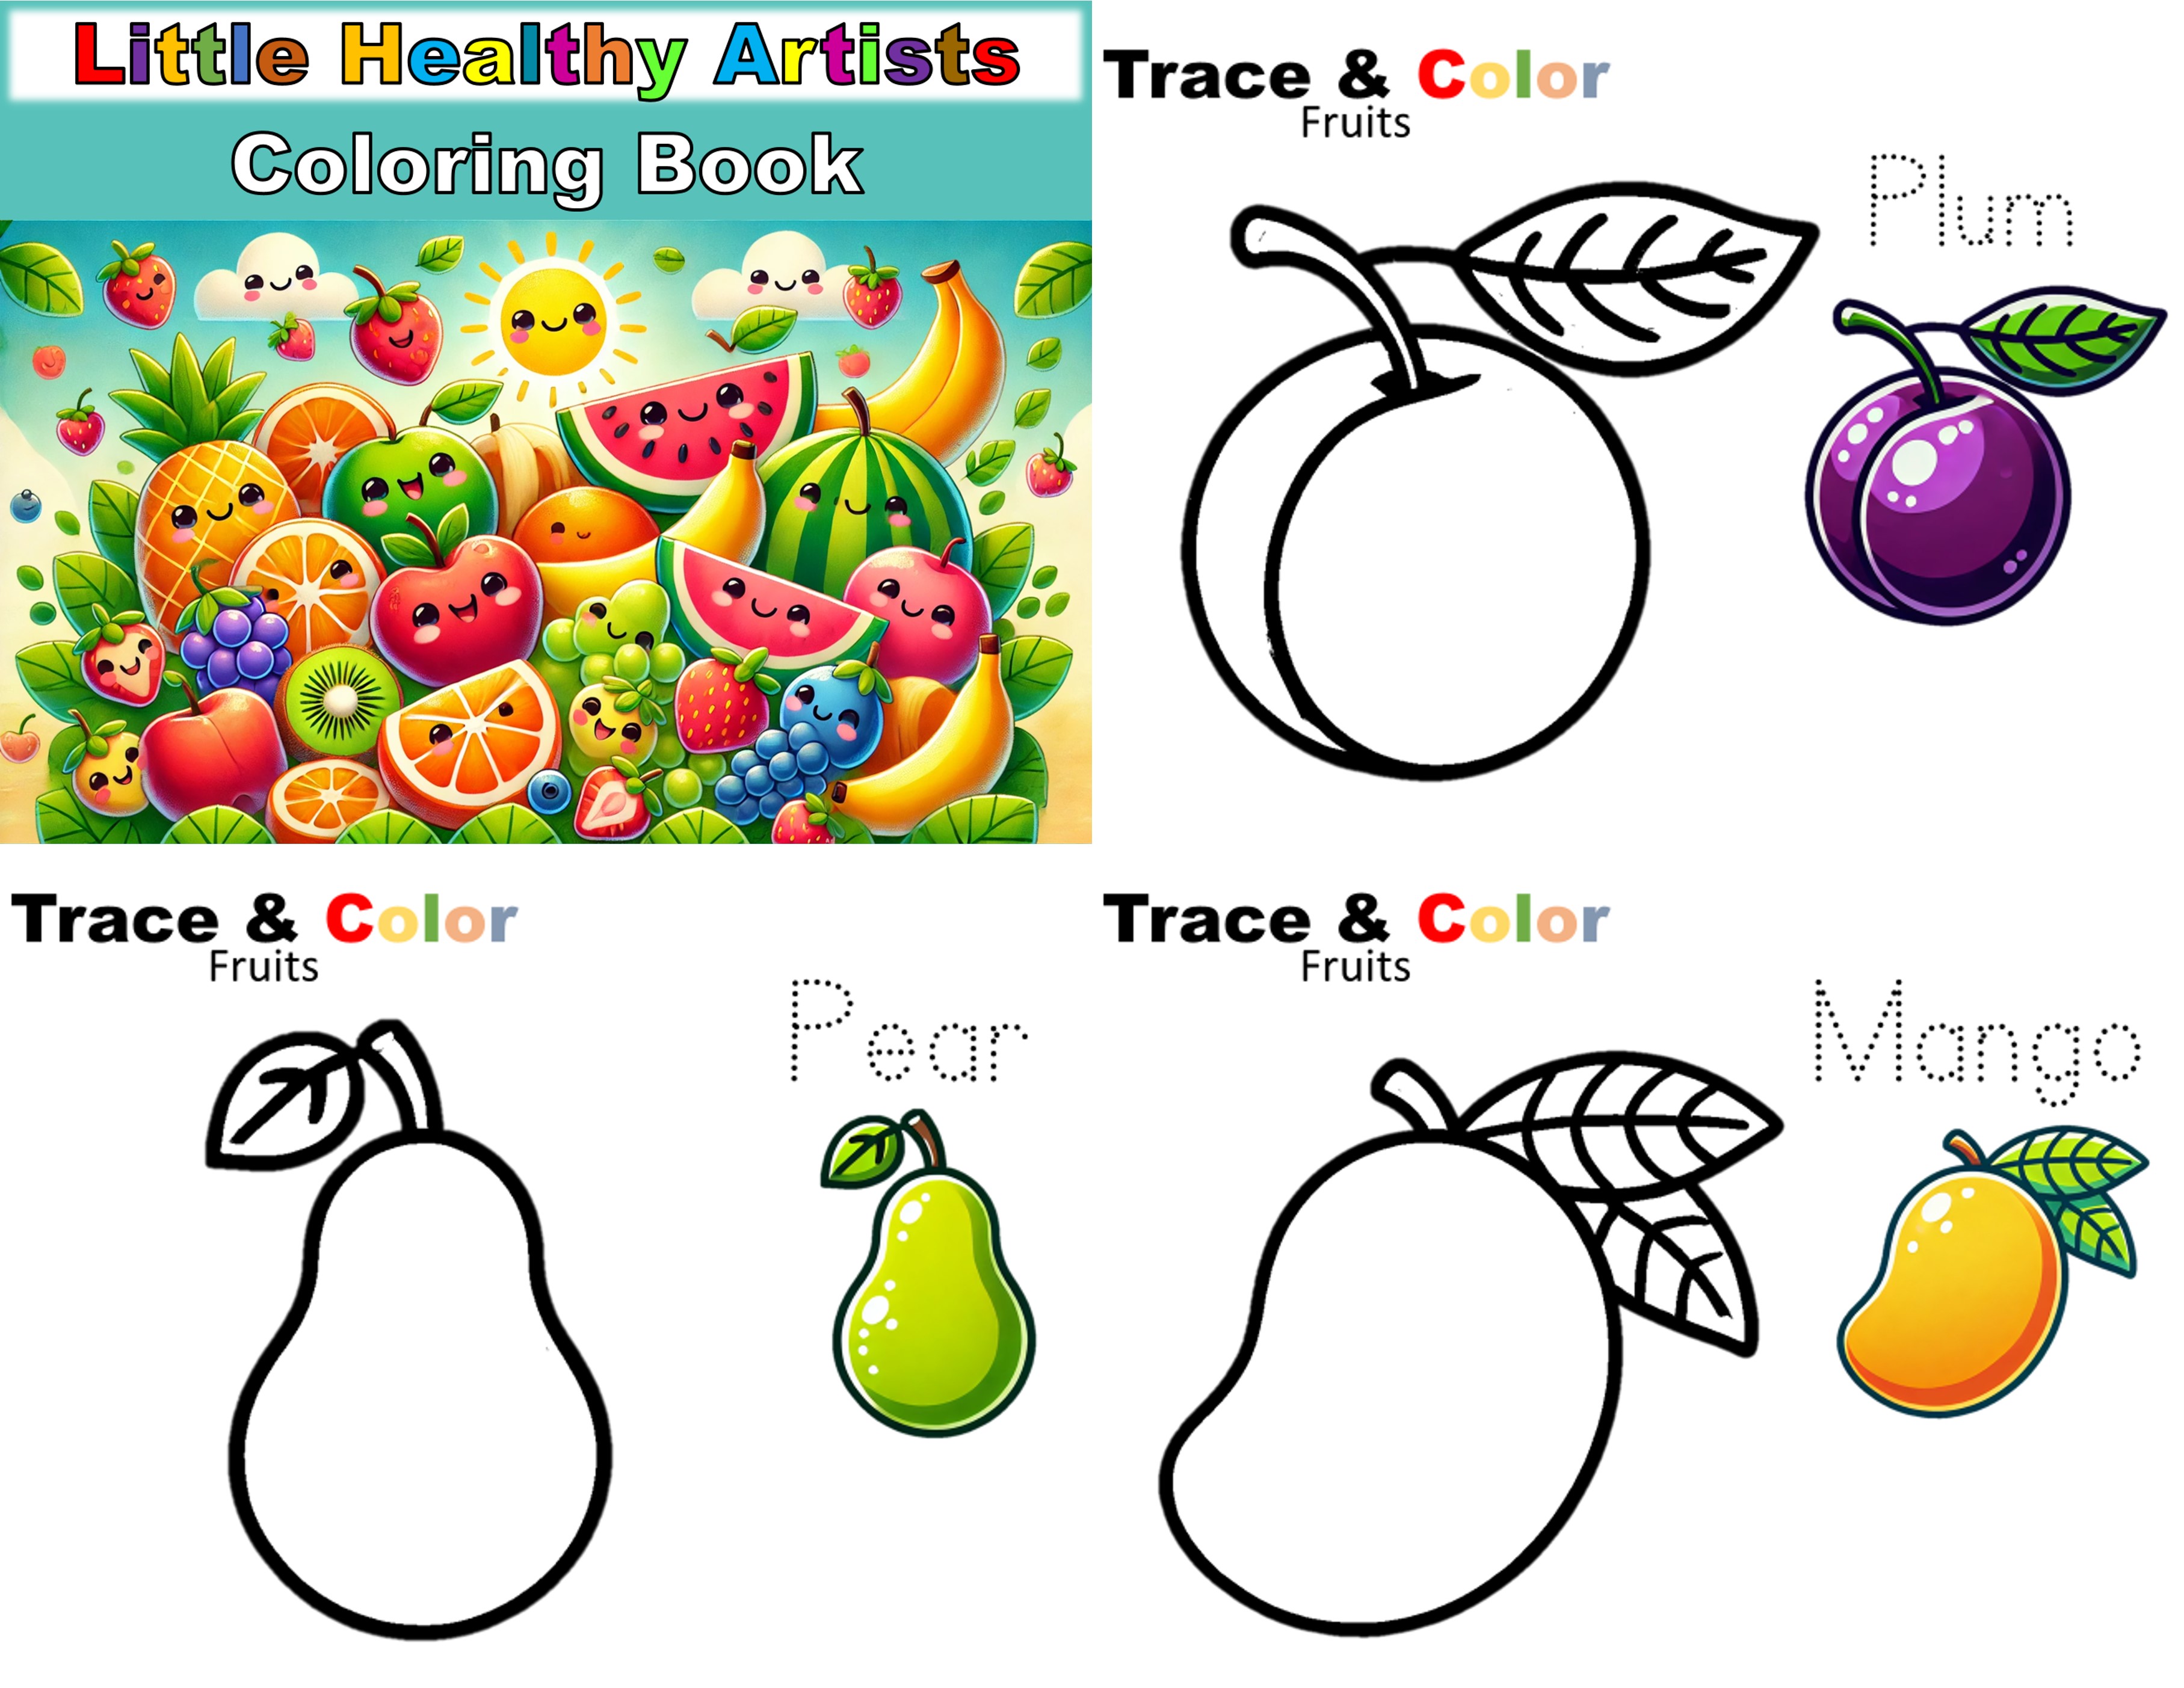 Little Healthy Artists
Coloring Book
Trace & Color
Fruits
Plum
Trace & Color
Fruits
Pear
Trace & Color
Fruits
Mango